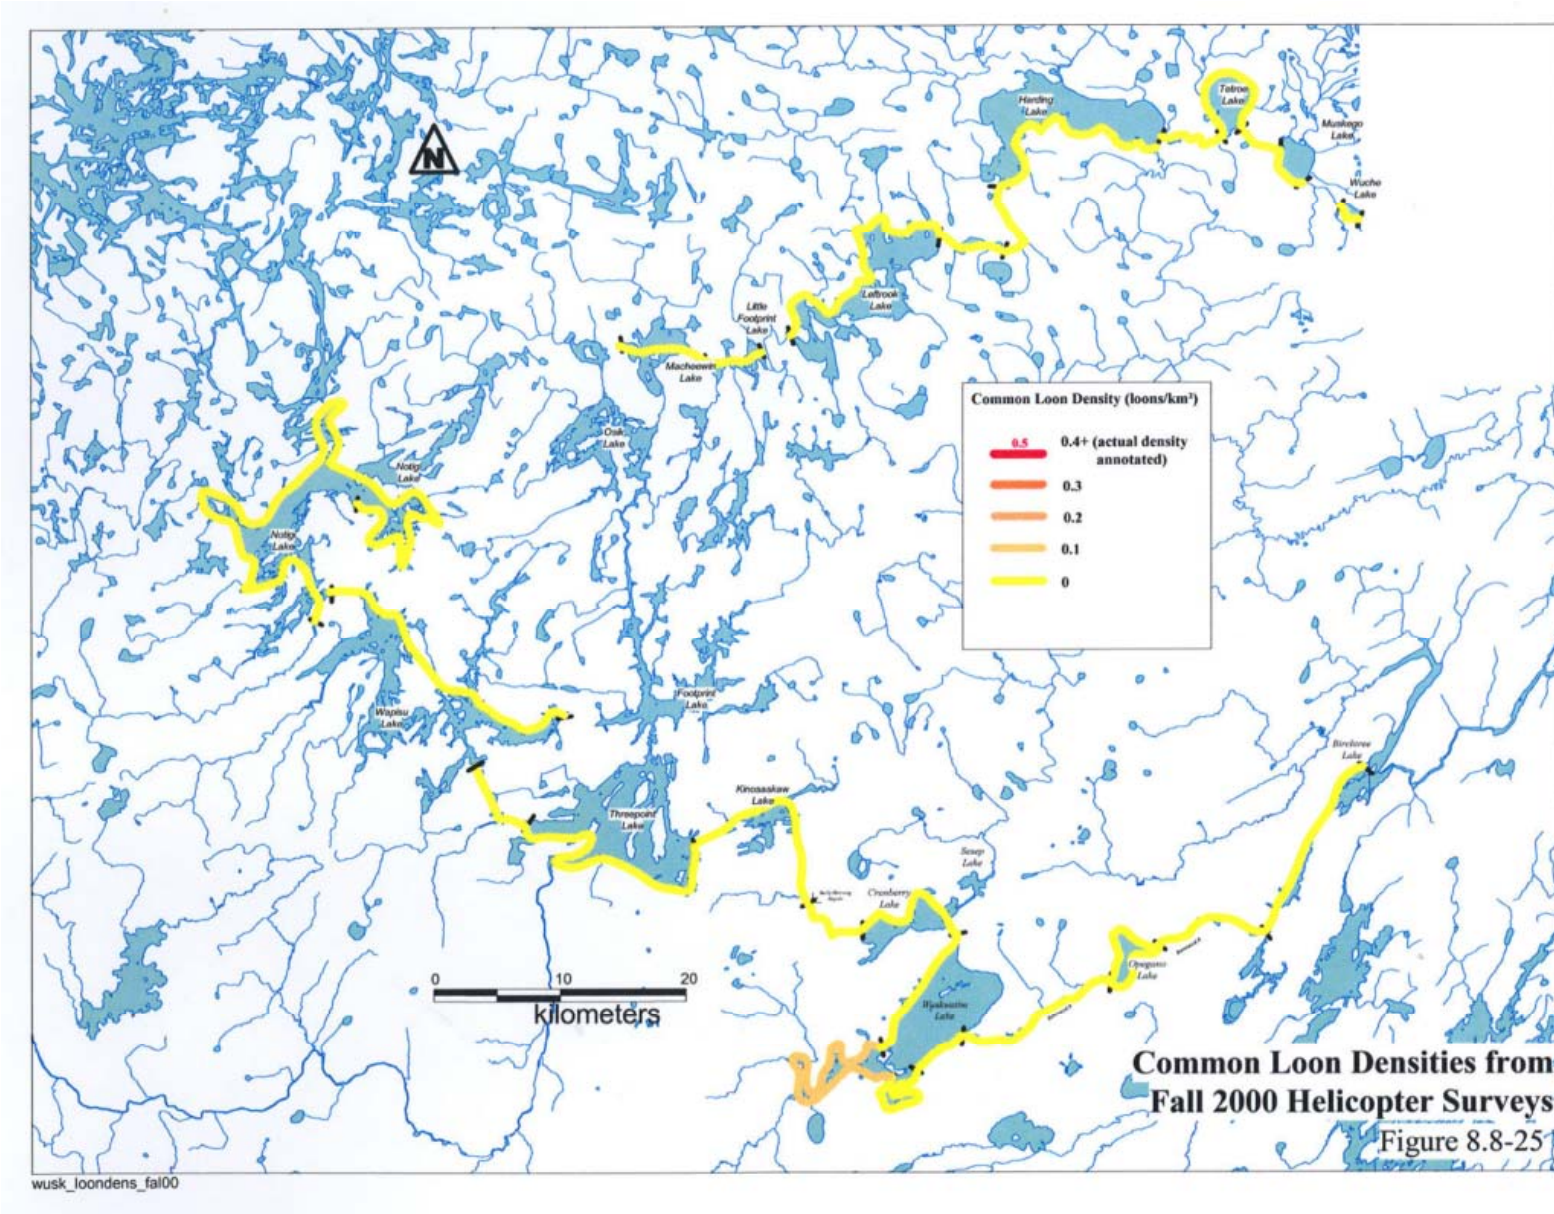 Harding
Lake
Tetroe
Lake
Muskego
Lake
Wuche
Lake
N
Leftrook
Lake
Little
Footprint
Lake
Macheewin
Lake
Common Loon Density (loons/km²)
0.5
0.4+ (actual density
annotated)
0.3
0.2
0.1
0
Osik
Lake
Notigi
Lake
Notigi
Lake
Footprint
Lake
Wapisu
Lake
Birchtree
Lake
Kinosaskaw
Lake
Threepoint
Lake
Sesep
Lake
Cranberry
Lake
Opegano
Lake
Wuskwatim
Lake
0 10 20
kilometers
Common Loon Densities from
Fall 2000 Helicopter Surveys
Figure 8.8-25
wusk_loondens_fal00